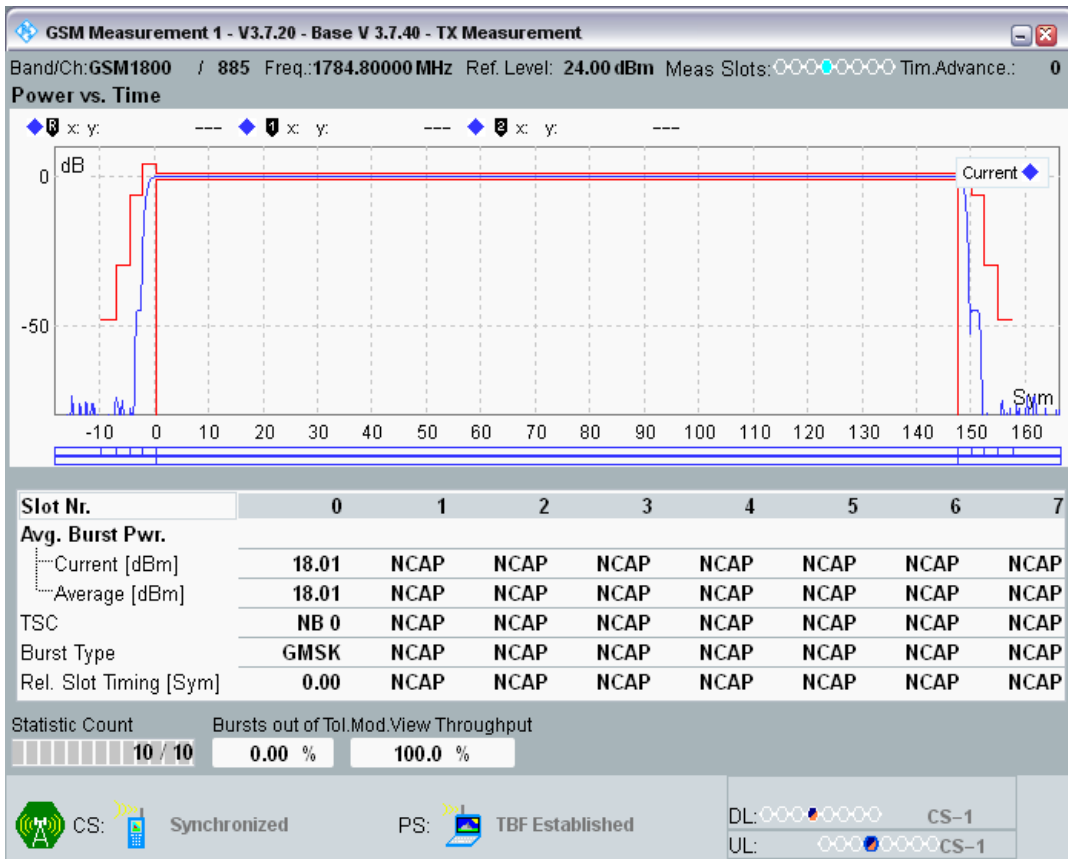 GSM Measurement 1 - V3.7.20 - Base V 3.7.40 - TX Measurement
Band/Ch:GSM1800 / 885 Freq.:1784.80000 MHz Ref. Level: 24.00 dBm Meas Slots: Tim.Advance.: 0
Power vs. Time
R x: y: --- 1 x: y: --- 2 x: y: ---
dB
Current
0
-50
Sym
-10 0 10 20 30 40 50 60 70 80 90 100 110 120 130 140 150 160
Slot Nr. 0 1 2 3 4 5 6 7
Avg. Burst Pwr.
Current [dBm] 18.01 NCAP NCAP NCAP NCAP NCAP NCAP NCAP
Average [dBm] 18.01 NCAP NCAP NCAP NCAP NCAP NCAP NCAP
TSC NB 0 NCAP NCAP NCAP NCAP NCAP NCAP NCAP
Burst Type GMSK NCAP NCAP NCAP NCAP NCAP NCAP NCAP
Rel. Slot Timing [Sym] 0.00 NCAP NCAP NCAP NCAP NCAP NCAP NCAP
Statistic Count Bursts out of Tol.Mod.View Throughput
10 / 10 0.00 % 100.0 %
CS: Synchronized PS: TBF Established
DL: CS-1
UL: CS-1